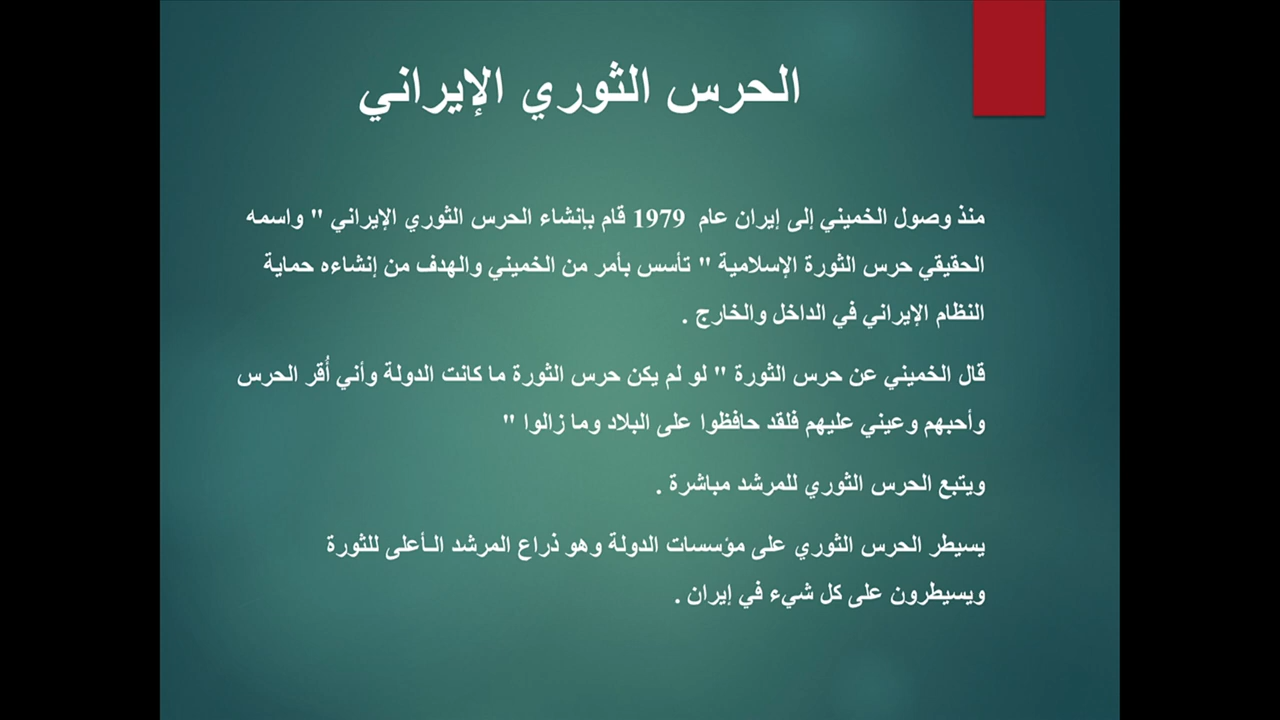 الحرس الثوري الإيراني
منذ وصول الخميني إلى إيران عام 1979 قام بإنشاء الحرس الثوري الإيراني " واسمه
الحقيقي حرس الثورة الإسلامية " تأسس بأمر من الخميني والهدف من إنشاءه حماية
النظام الإيراني في الداخل والخارج .
قال الخميني عن حرس الثورة " لو لم يكن حرس الثورة ما كانت الدولة وأني أُقر الحرس
وأحبهم وعيني عليهم فلقد حافظوا على البلاد وما زالوا "
ويتبع الحرس الثوري للمرشد مباشرة .
يسيطر الحرس الثوري على مؤسسات الدولة وهو ذراع المرشد الـأعلى للثورة
ويسيطرون على كل شيء في إيران .